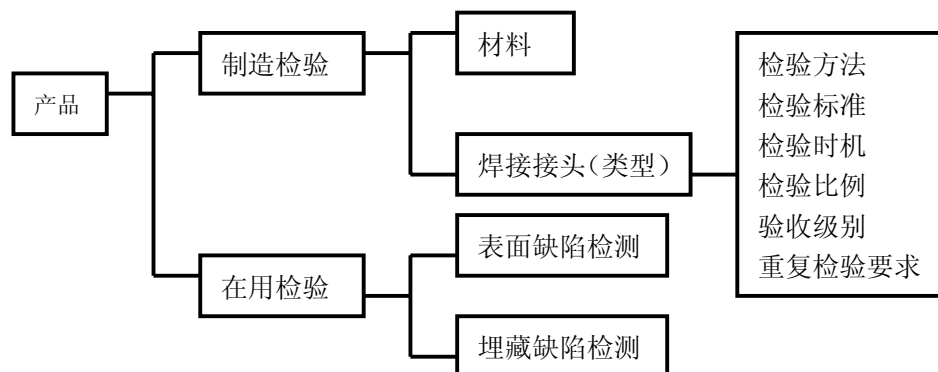 产品
制造检验
材料
焊接接头（类型）
检验方法
检验标准
检验时机
检验比例
验收级别
重复检验要求
在用检验
表面缺陷检测
埋藏缺陷检测